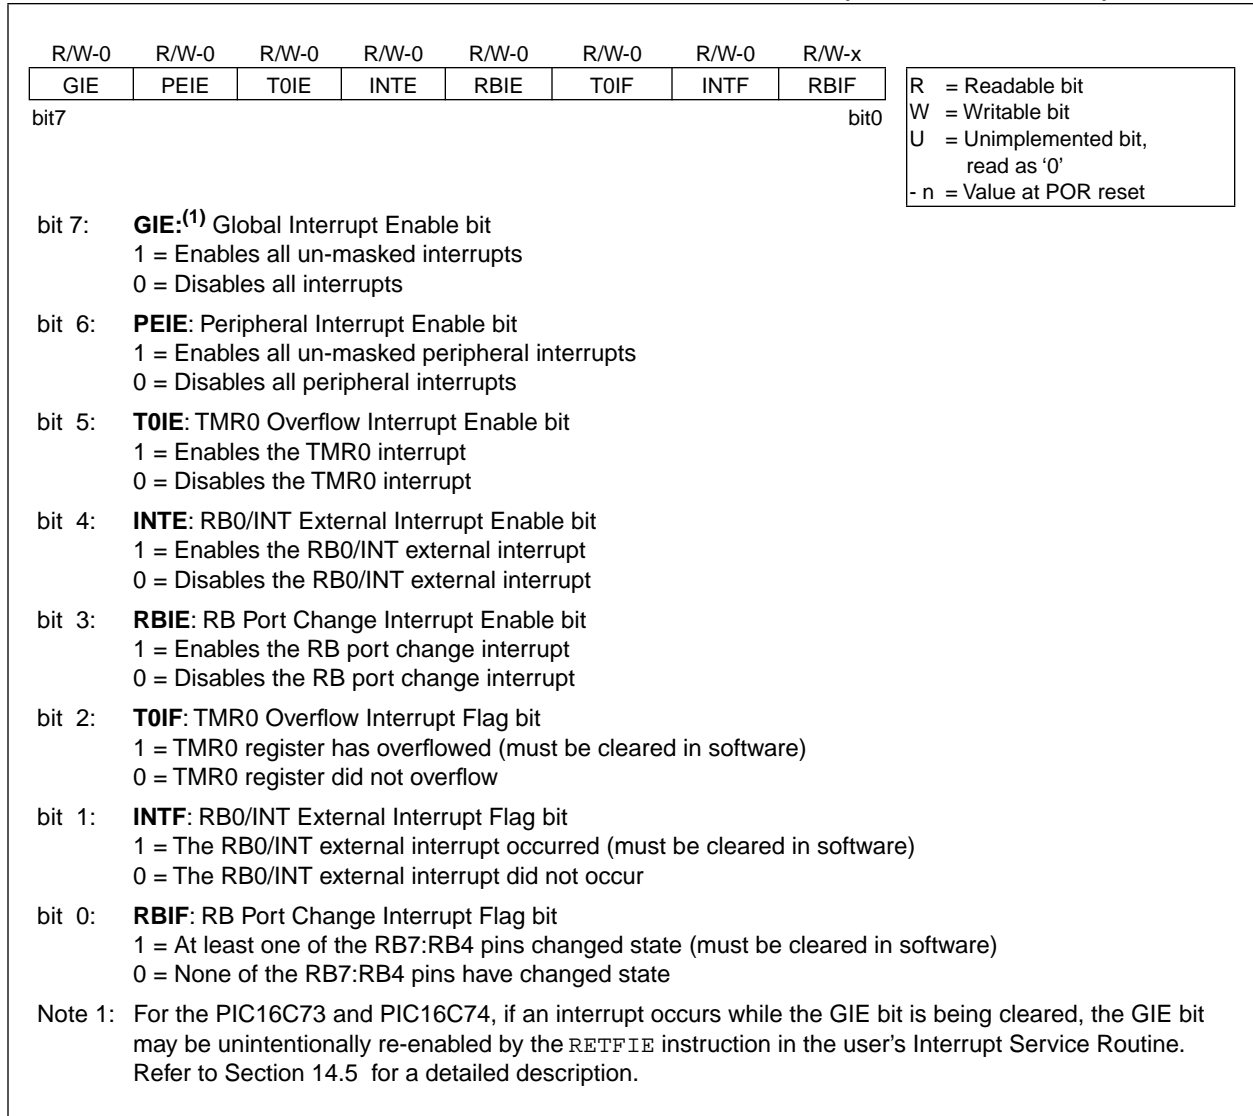 R/W-0 R/W-0 R/W-0 R/W-0 R/W-0 R/W-0 R/W-0 R/W-x
GIE PEIE T0IE INTE RBIE T0IF INTF RBIF
bit7 bit0
R = Readable bit
W = Writable bit
U = Unimplemented bit,
read as ‘0’
- n = Value at POR reset
bit 7: GIE:(1) Global Interrupt Enable bit
1 = Enables all un-masked interrupts
0 = Disables all interrupts
bit 6: PEIE: Peripheral Interrupt Enable bit
1 = Enables all un-masked peripheral interrupts
0 = Disables all peripheral interrupts
bit 5: T0IE: TMR0 Overflow Interrupt Enable bit
1 = Enables the TMR0 interrupt
0 = Disables the TMR0 interrupt
bit 4: INTE: RB0/INT External Interrupt Enable bit
1 = Enables the RB0/INT external interrupt
0 = Disables the RB0/INT external interrupt
bit 3: RBIE: RB Port Change Interrupt Enable bit
1 = Enables the RB port change interrupt
0 = Disables the RB port change interrupt
bit 2: T0IF: TMR0 Overflow Interrupt Flag bit
1 = TMR0 register has overflowed (must be cleared in software)
0 = TMR0 register did not overflow
bit 1: INTF: RB0/INT External Interrupt Flag bit
1 = The RB0/INT external interrupt occurred (must be cleared in software)
0 = The RB0/INT external interrupt did not occur
bit 0: RBIF: RB Port Change Interrupt Flag bit
1 = At least one of the RB7:RB4 pins changed state (must be cleared in software)
0 = None of the RB7:RB4 pins have changed state
Note 1: For the PIC16C73 and PIC16C74, if an interrupt occurs while the GIE bit is being cleared, the GIE bit
may be unintentionally re-enabled by the RETFIE instruction in the user's Interrupt Service Routine.
Refer to Section 14.5 for a detailed description.